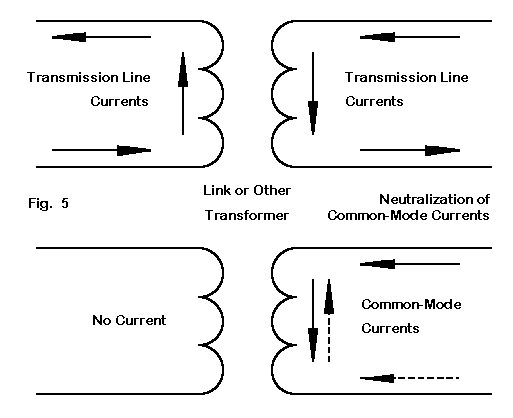 Transmission Line
Currents
Transmission Line
Currents
Fig. 5
Link or Other
Transformer
Neutralization of
Common-Mode Currents
No Current
Common-Mode
Currents